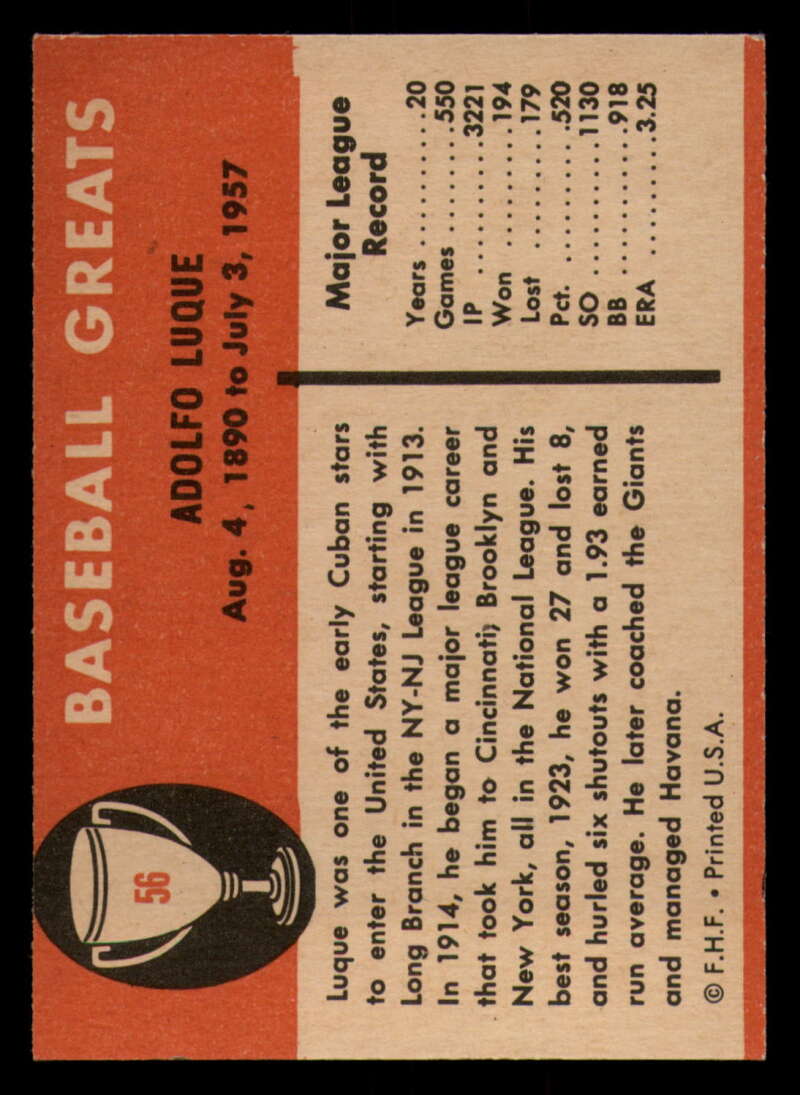 BASEBALL GREATS
ADOLFO LUQUE
Aug. 4, 1890 to July 3, 1957
56
Luque was one of the early Cuban stars
to enter the United States, starting with
Long Branch in the NY-NJ League in 1913.
In 1914, he began a major league career
that took him to Cincinnati, Brooklyn and
New York, all in the National League. His
best season, 1923, he won 27 and lost 8,
and hurled six shutouts with a 1.93 earned
run average. He later coached the Giants
and managed Havana.
© F.H.F. • Printed U.S.A.
Major League
Record
Years ..........20
Games ........550
IP ..........3221
Won ..........194
Lost ..........179
Pct. ..........520
SO ..........1130
BB ..........918
ERA ..........3.25